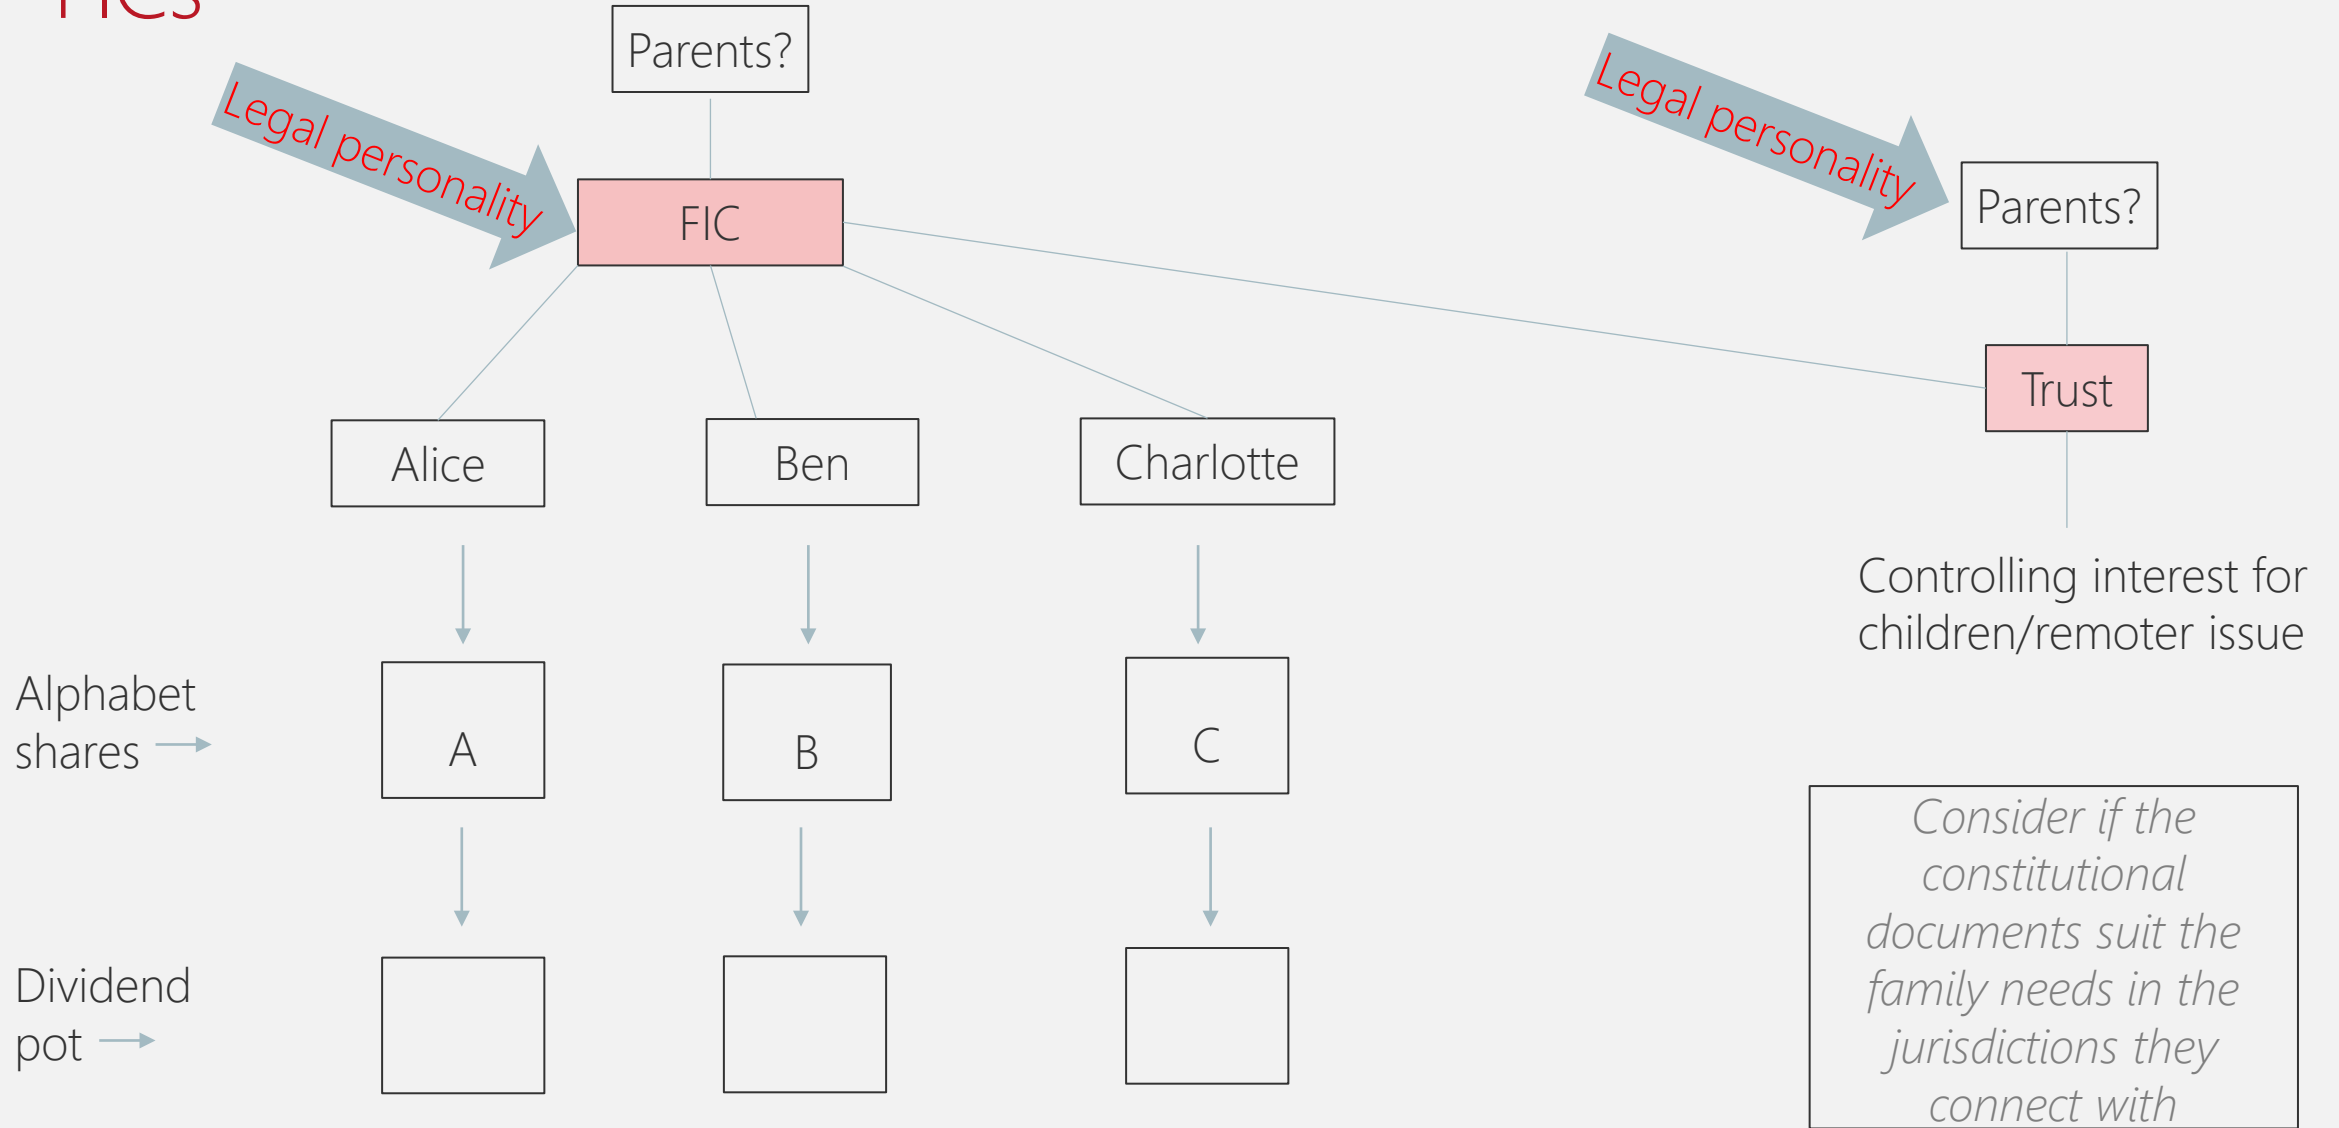 FICs
Parents?
Legal personality
FIC
Legal personality
Parents?
Trust
Alice
Ben
Charlotte
Controlling interest for
children/remoter issue
Alphabet
shares
A
B
C
Consider if the
constitutional
documents suit the
family needs in the
jurisdictions they
connect with
Dividend
pot